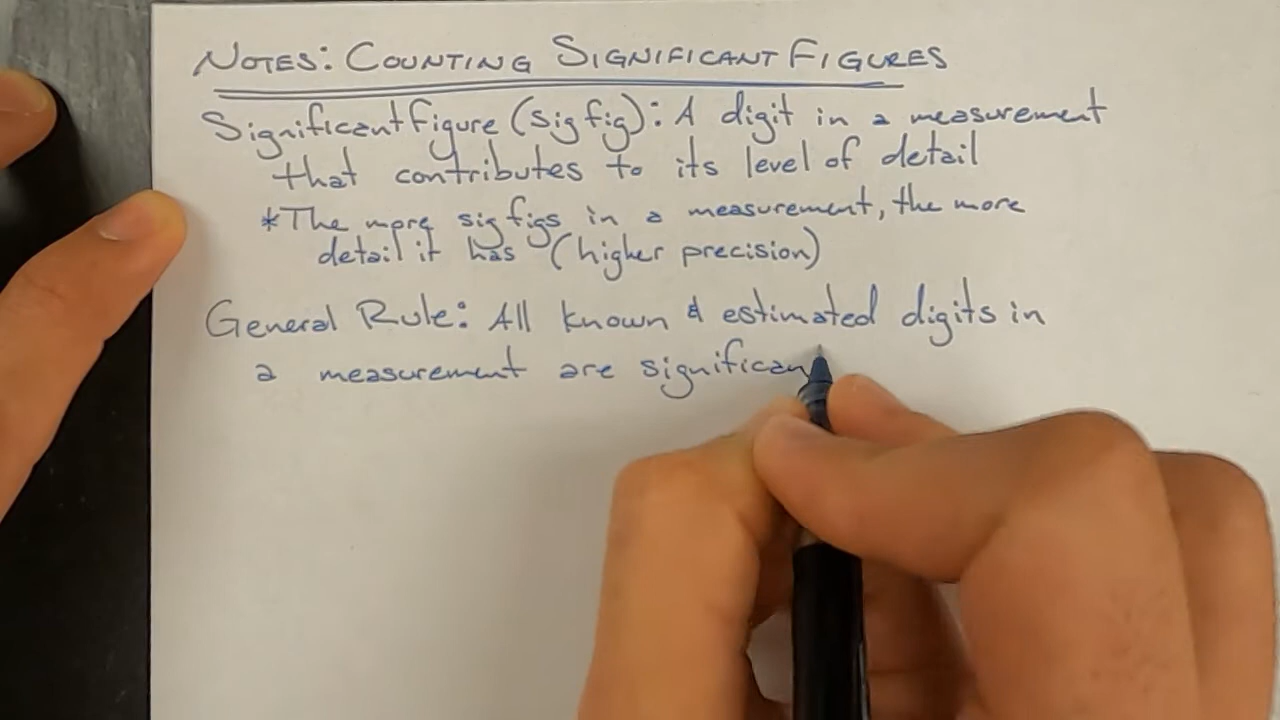 NOTES: COUNTING SIGNIFICANT FIGURES
Significant Figure (sig fig): A digit in a measurement
that contributes to its level of detail
*The more sig figs in a measurement, the more
detail it has (higher precision)
General Rule: All known & estimated digits in
a measurement are significan